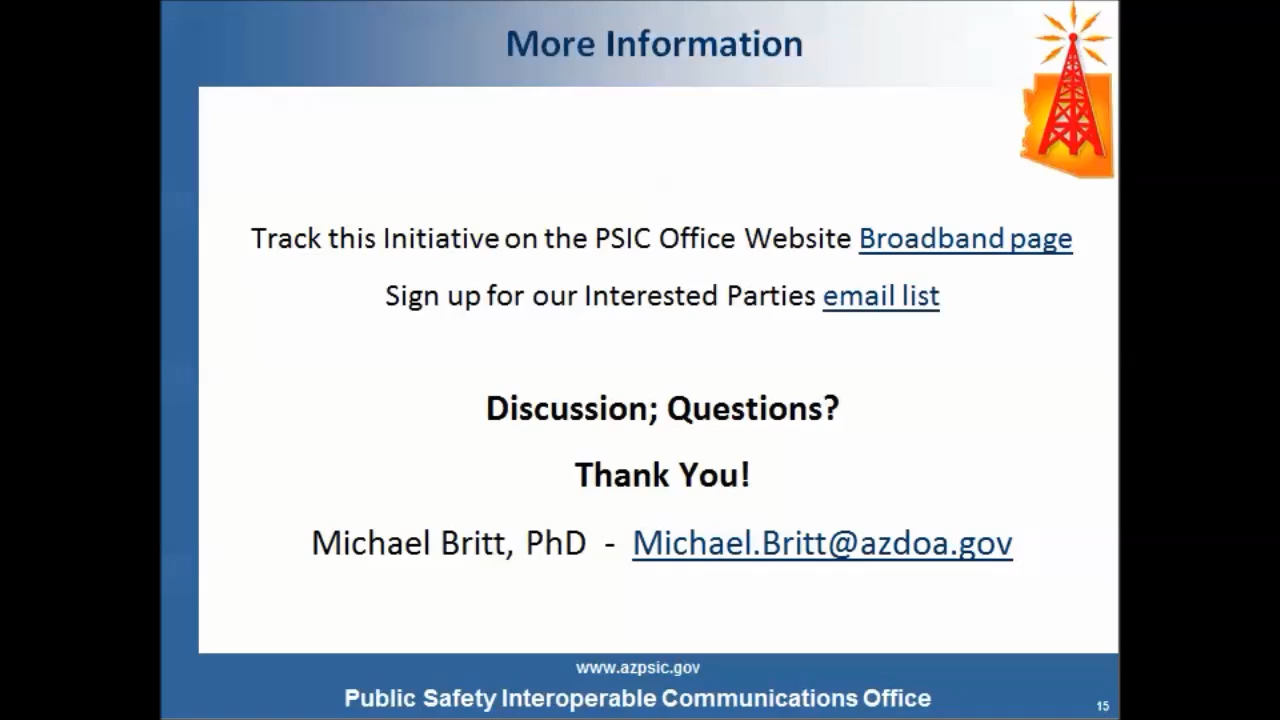 More Information
Track this Initiative on the PSIC Office Website Broadband page
Sign up for our Interested Parties email list
Discussion; Questions?
Thank You!
Michael Britt, PhD - Michael.Britt@azdoa.gov
www.azpsic.gov
Public Safety Interoperable Communications Office
15